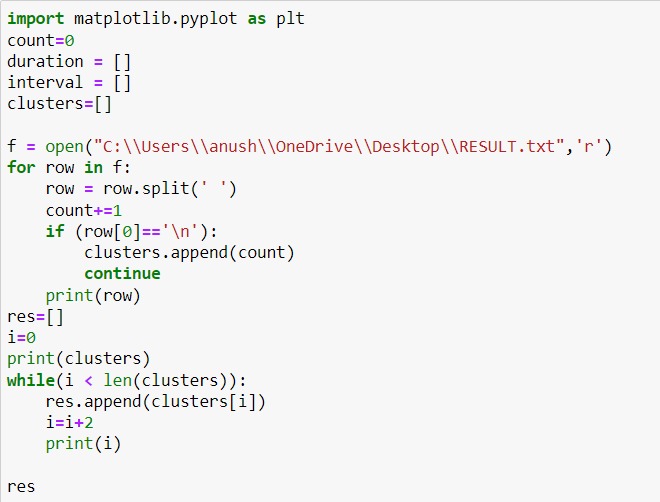 import matplotlib.pyplot as plt
count=0
duration = []
interval = []
clusters=[]

f = open("C:\\Users\\anush\\OneDrive\\Desktop\\RESULT.txt",'r')
for row in f:
    row = row.split(' ')
    count+=1
    if (row[0]=='\n'):
        clusters.append(count)
        continue
    print(row)
res=[]
i=0
print(clusters)
while(i < len(clusters)):
    res.append(clusters[i])
    i=i+2
    print(i)

res